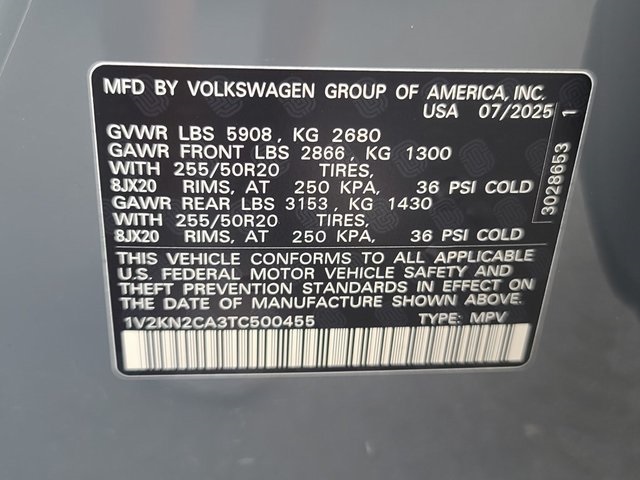 MFD BY VOLKSWAGEN GROUP OF AMERICA, INC.
USA 07/2025
GVWR LBS 5908, KG 2680
GAWR FRONT LBS 2866, KG 1300
WITH 255/50R20 TIRES,
8JX20 RIMS, AT 250 KPA, 36 PSI COLD
GAWR REAR LBS 3153, KG 1430
WITH 255/50R20 TIRES,
8JX20 RIMS, AT 250 KPA, 36 PSI COLD
THIS VEHICLE CONFORMS TO ALL APPLICABLE
U.S. FEDERAL MOTOR VEHICLE SAFETY AND
THEFT PREVENTION STANDARDS IN EFFECT ON
THE DATE OF MANUFACTURE SHOWN ABOVE.
1V2KN2CA3TC500455 TYPE: MPV
3028653 1